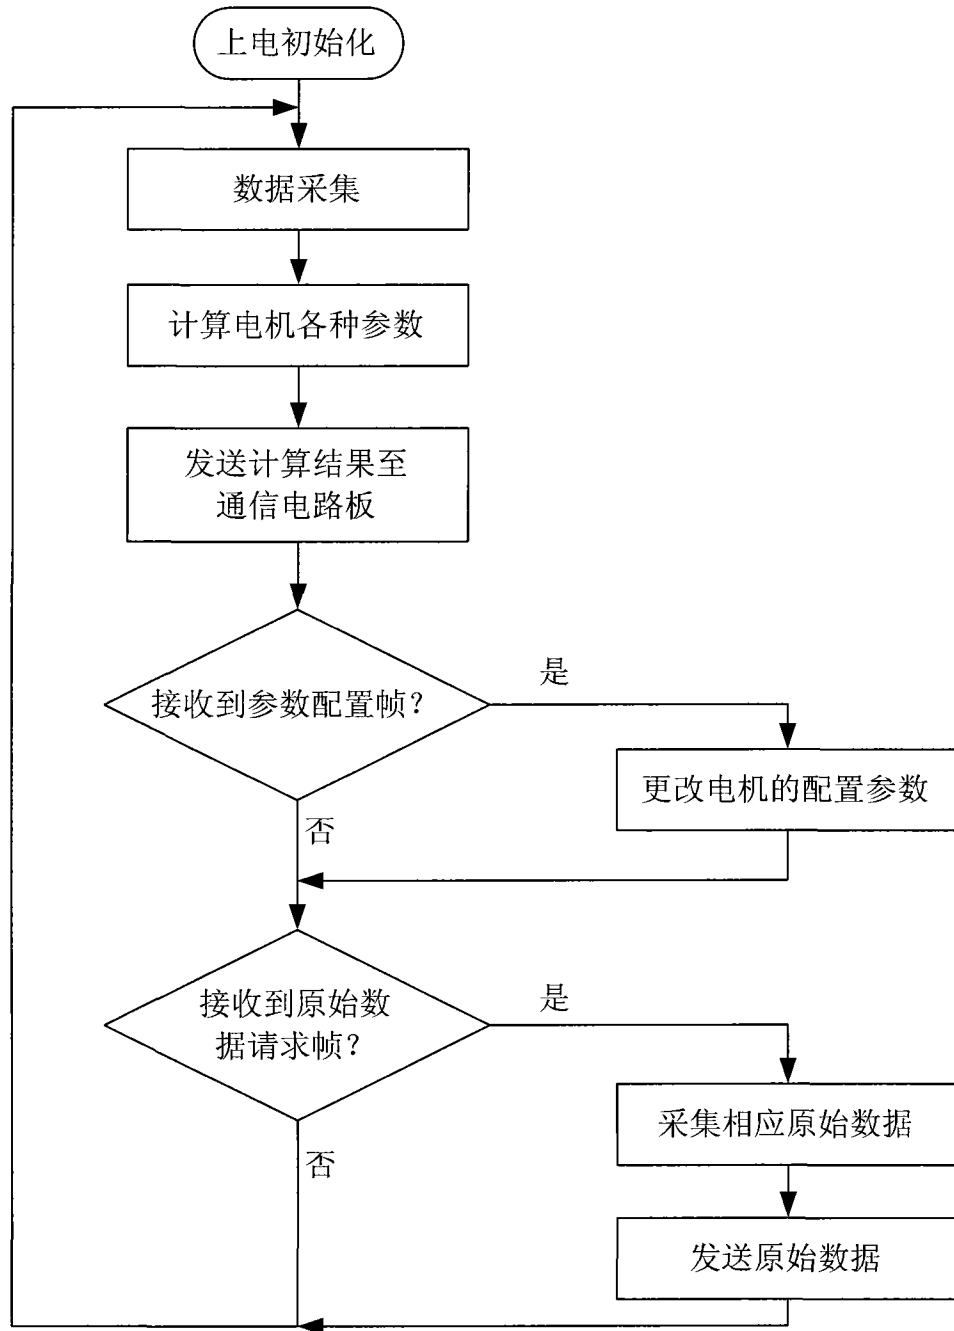 上电初始化
数据采集
计算电机各种参数
发送计算结果至
通信电路板
接收到参数配置帧？
是
更改电机的配置参数
否
接收到原始数
据请求帧？
是
采集相应原始数据
否
发送原始数据